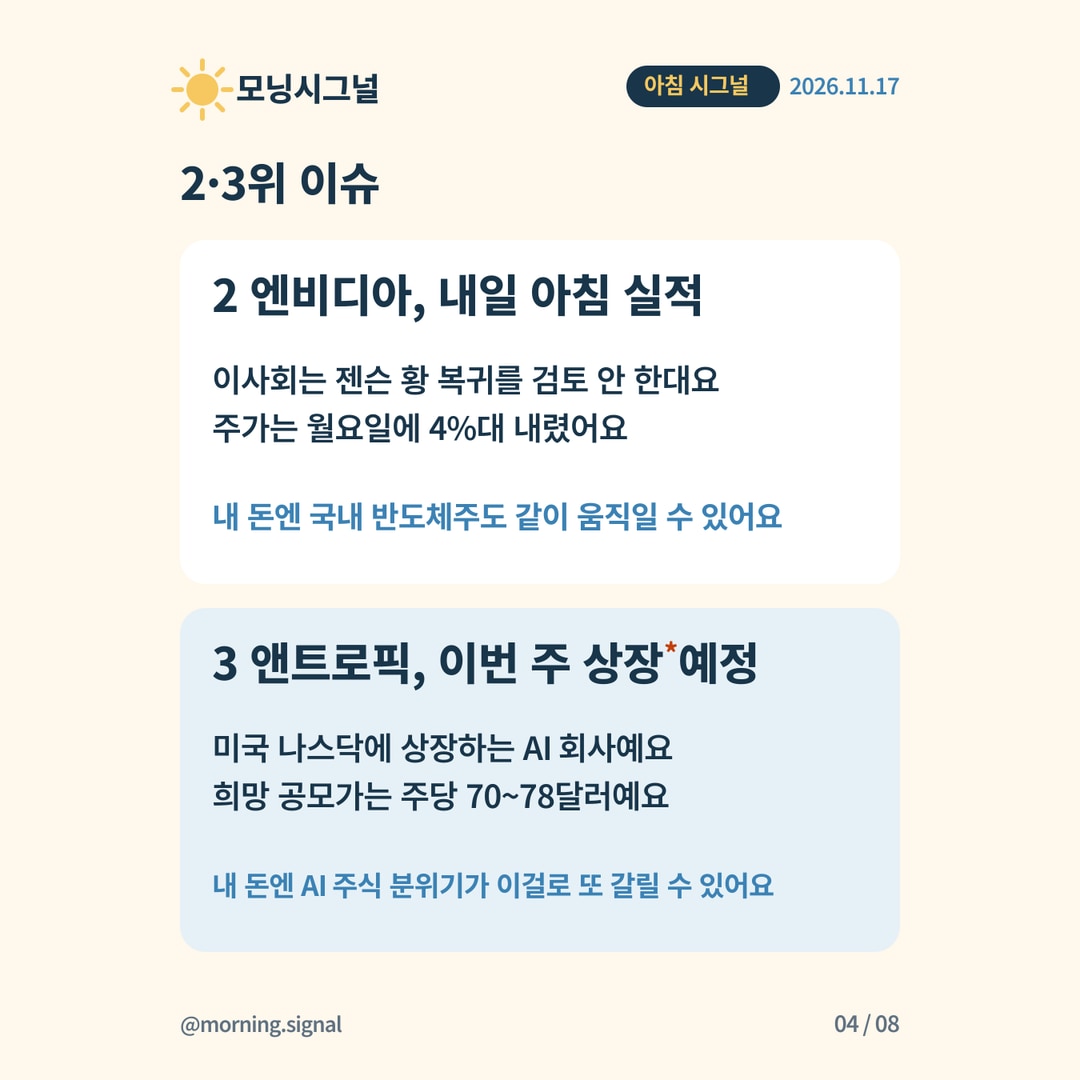 모닝시그널
아침 시그널 2026.11.17
2·3위 이슈
2 엔비디아, 내일 아침 실적
이사회는 젠슨 황 복귀를 검토 안 한대요
주가는 월요일에 4%대 내렸어요
내 돈엔 국내 반도체주도 같이 움직일 수 있어요
3 앤트로픽, 이번 주 상장*예정
미국 나스닥에 상장하는 AI 회사예요
희망 공모가는 주당 70~78달러예요
내 돈엔 AI 주식 분위기가 이걸로 또 갈릴 수 있어요
@morning.signal
04 / 08